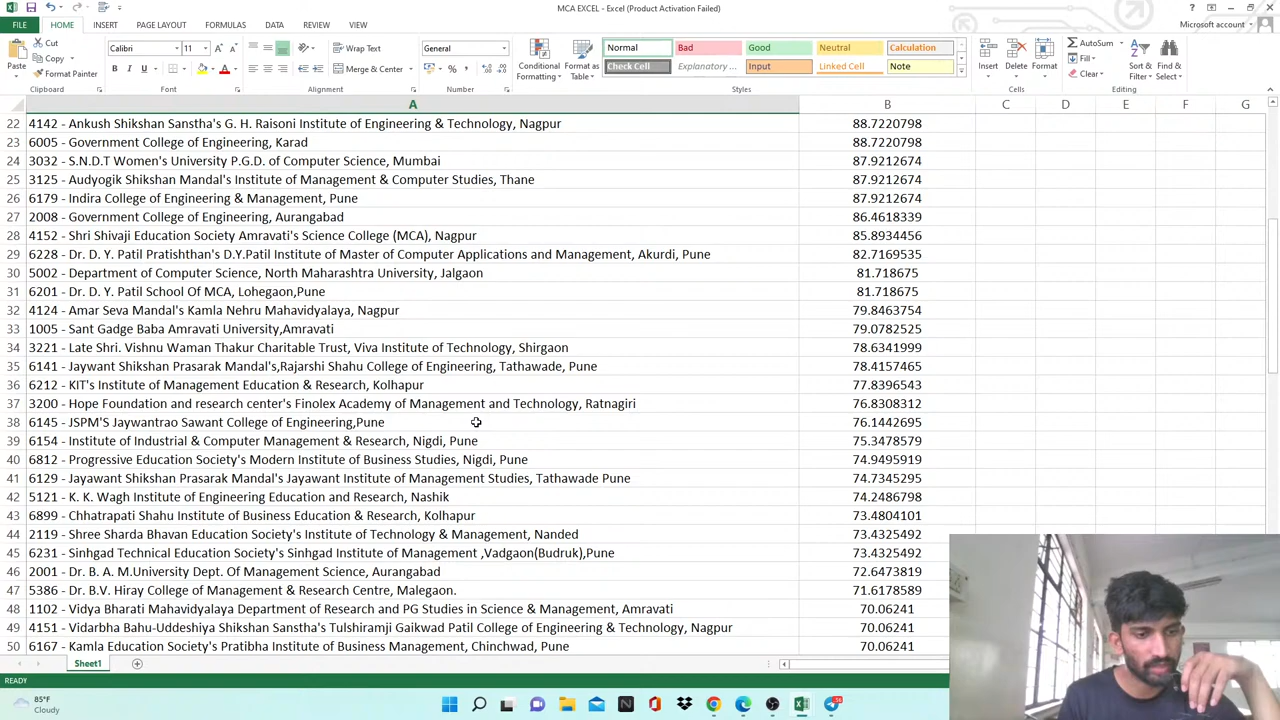 MCA EXCEL - Excel (Product Activation Failed)
FILE HOME INSERT PAGE LAYOUT FORMULAS DATA REVIEW VIEW Microsoft account
Paste Cut Copy Format Painter Clipboard
Calibri 11 B I U Font
Wrap Text Merge & Center Alignment
General % Number
Conditional Formatting Format as Table
Normal Bad Good Neutral Calculation
Check Cell Explanatory ... Input Linked Cell Note
Styles
Insert Delete Format Cells
AutoSum Fill Clear Sort & Filter Find & Select Editing
A B C D E F G
22 4142 - Ankush Shikshan Sanstha's G. H. Raisoni Institute of Engineering & Technology, Nagpur 88.7220798
23 6005 - Government College of Engineering, Karad 88.7220798
24 3032 - S.N.D.T Women's University P.G.D. of Computer Science, Mumbai 87.9212674
25 3125 - Audyogik Shikshan Mandal's Institute of Management & Computer Studies, Thane 87.9212674
26 6179 - Indira College of Engineering & Management, Pune 87.9212674
27 2008 - Government College of Engineering, Aurangabad 86.4618339
28 4152 - Shri Shivaji Education Society Amravati's Science College (MCA), Nagpur 85.8934456
29 6228 - Dr. D. Y. Patil Pratishthan's D.Y.Patil Institute of Master of Computer Applications and Management, Akurdi, Pune 82.7169535
30 5002 - Department of Computer Science, North Maharashtra University, Jalgaon 81.718675
31 6201 - Dr. D. Y. Patil School Of MCA, Lohegaon,Pune 81.718675
32 4124 - Amar Seva Mandal's Kamla Nehru Mahavidyalaya, Nagpur 79.8463754
33 1005 - Sant Gadge Baba Amravati University,Amravati 79.0782525
34 3221 - Late Shri. Vishnu Waman Thakur Charitable Trust, Viva Institute of Technology, Shirgaon 78.6341999
35 6141 - Jaywant Shikshan Prasarak Mandal's,Rajarshi Shahu College of Engineering, Tathawade, Pune 78.4157465
36 6212 - KIT's Institute of Management Education & Research, Kolhapur 77.8396543
37 3200 - Hope Foundation and research center's Finolex Academy of Management and Technology, Ratnagiri 76.8308312
38 6145 - JSPM'S Jaywantrao Sawant College of Engineering,Pune 76.1442695
39 6154 - Institute of Industrial & Computer Management & Research, Nigdi, Pune 75.3478579
40 6812 - Progressive Education Society's Modern Institute of Business Studies, Nigdi, Pune 74.9495919
41 6129 - Jayawant Shikshan Prasarak Mandal's Jayawant Institute of Management Studies, Tathawade Pune 74.7345295
42 5121 - K. K. Wagh Institute of Engineering Education and Research, Nashik 74.2486798
43 6899 - Chhatrapati Shahu Institute of Business Education & Research, Kolhapur 73.4804101
44 2119 - Shree Sharda Bhavan Education Society's Institute of Technology & Management, Nanded 73.4325492
45 6231 - Sinhgad Technical Education Society's Sinhgad Institute of Management ,Vadgaon(Budruk),Pune 73.4325492
46 2001 - Dr. B. A. M.University Dept. Of Management Science, Aurangabad 72.6473819
47 5386 - Dr. B.V. Hiray College of Management & Research Centre, Malegaon. 71.6178589
48 1102 - Vidya Bharati Mahavidyalaya Department of Research and PG Studies in Science & Management, Amravati 70.06241
49 4151 - Vidarbha Bahu-Uddeshiya Shikshan Sanstha's Tulshiramji Gaikwad Patil College of Engineering & Technology, Nagpur 70.06241
50 6167 - Kamla Education Society's Pratibha Institute of Business Management, Chinchwad, Pune 70.06241
Sheet1
READY
85°F
Cloudy